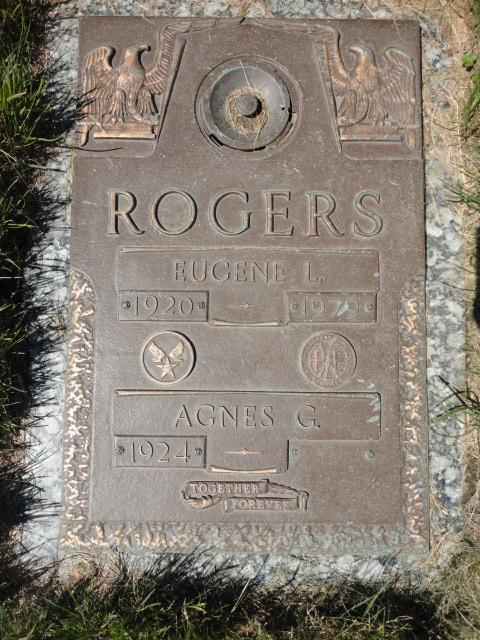 ROGERS
EUGENE L.
1920 1979
AGNES G.
1924
TOGETHER
FOREVER